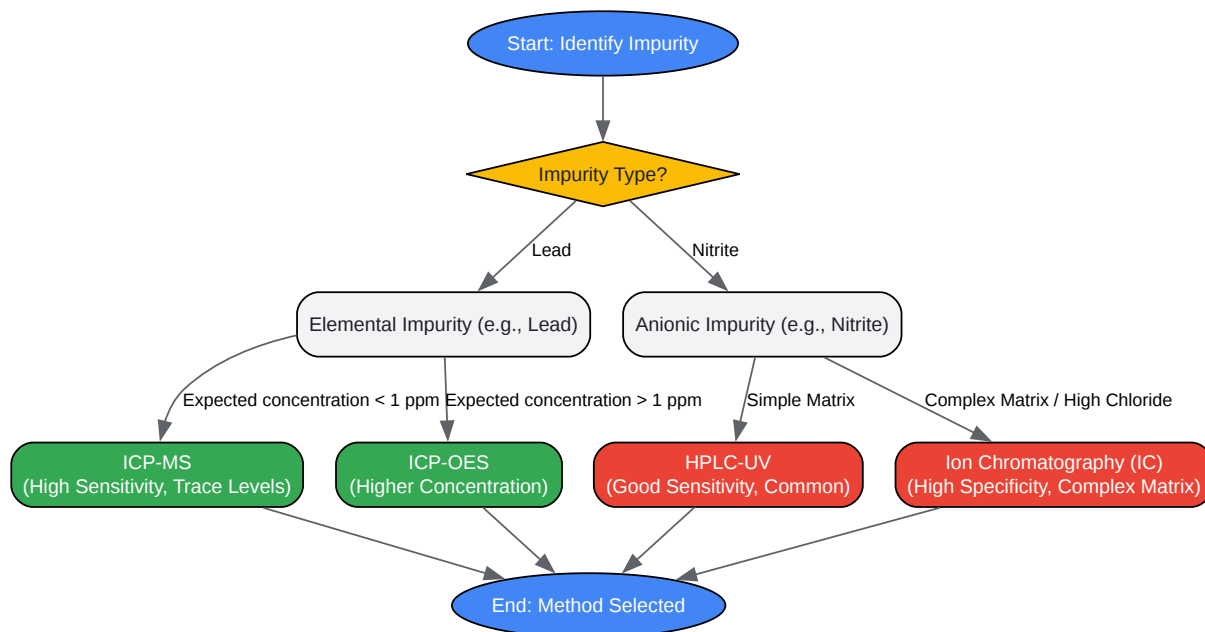 Start: Identify Impurity
Impurity Type?
Lead
Nitrite
Elemental Impurity (e.g., Lead)
Anionic Impurity (e.g., Nitrite)
Expected concentration < 1 ppm
Expected concentration > 1 ppm
Simple Matrix
Complex Matrix / High Chloride
ICP-MS
(High Sensitivity, Trace Levels)
ICP-OES
(Higher Concentration)
HPLC-UV
(Good Sensitivity, Common)
Ion Chromatography (IC)
(High Specificity, Complex Matrix)
End: Method Selected